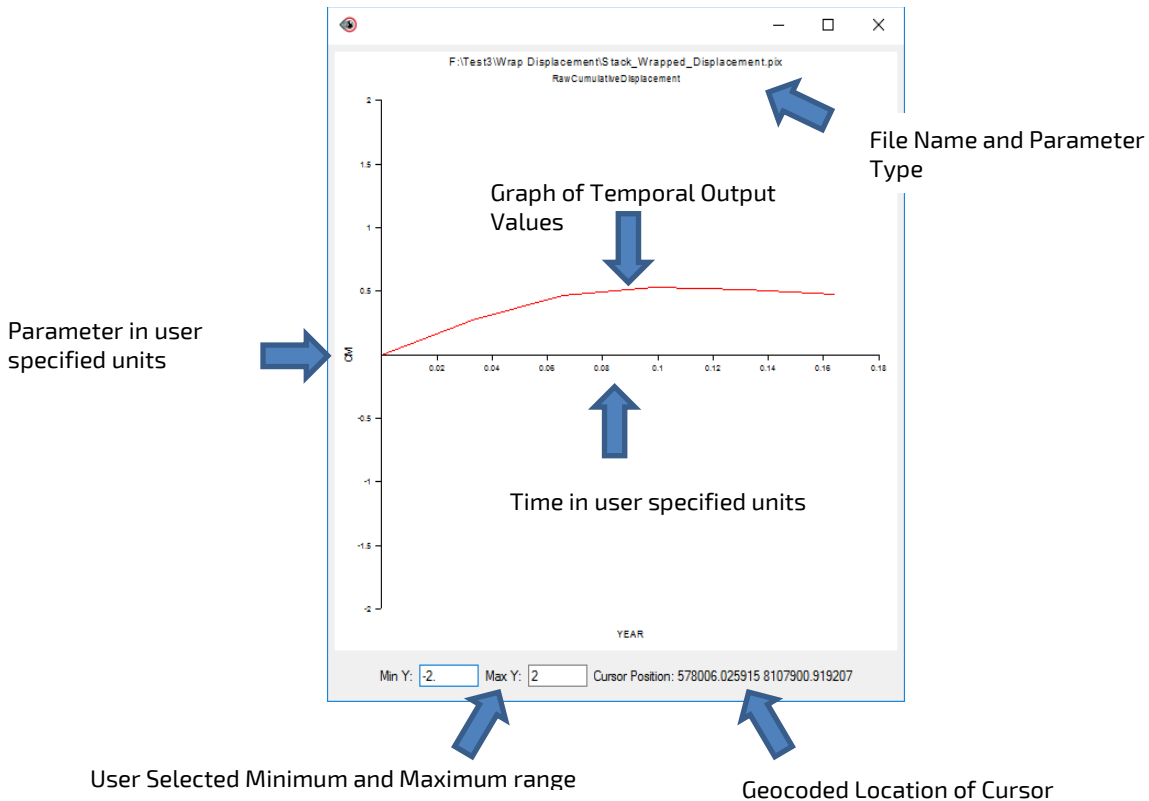 F:\Test3\Wrap Displacement\Stack_Wrapped_Displacement.pix
RawCumulativeDisplacement
File Name and Parameter
Type
Graph of Temporal Output
Values
Parameter in user
specified units
CM
2
1.5
1
0.5
-0.5
-1
-1.5
-2
0.02 0.04 0.06 0.08 0.1 0.12 0.14 0.16 0.18
Time in user specified units
YEAR
Min Y: -2. Max Y: 2 Cursor Position: 578006.025915 8107900.919207
User Selected Minimum and Maximum range
Geocoded Location of Cursor